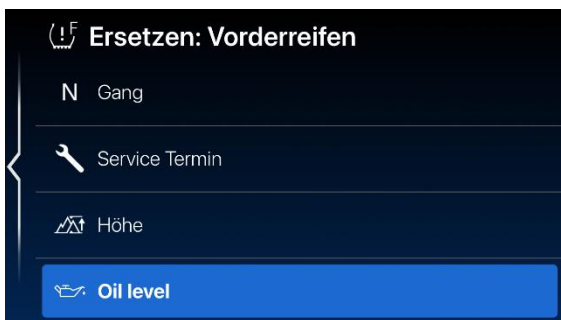 F Ersetzen: Vorderreifen
N Gang
Service Termin
Höhe
Oil level